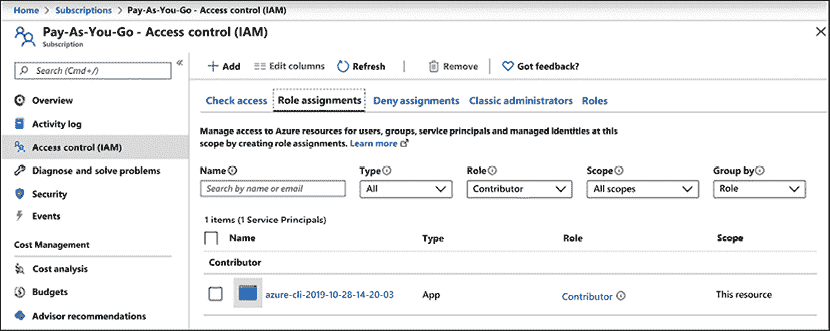 Home > Subscriptions > Pay-As-You-Go - Access control (IAM)
Pay-As-You-Go - Access control (IAM)
Subscription
Search (Cmd+/)
Overview
Activity log
Access control (IAM)
Diagnose and solve problems
Security
Events
Cost Management
Cost analysis
Budgets
Advisor recommendations
Add Edit columns Refresh Remove Got feedback?
Check access Role assignments Deny assignments Classic administrators Roles
Manage access to Azure resources for users, groups, service principals and managed identities at this
scope by creating role assignments. Learn more
Name Type Role Scope Group by
Search by name or email All Contributor All scopes Role
1 items (1 Service Principals)
Name Type Role Scope
Contributor
azure-cli-2019-10-28-14-20-03 App Contributor This resource